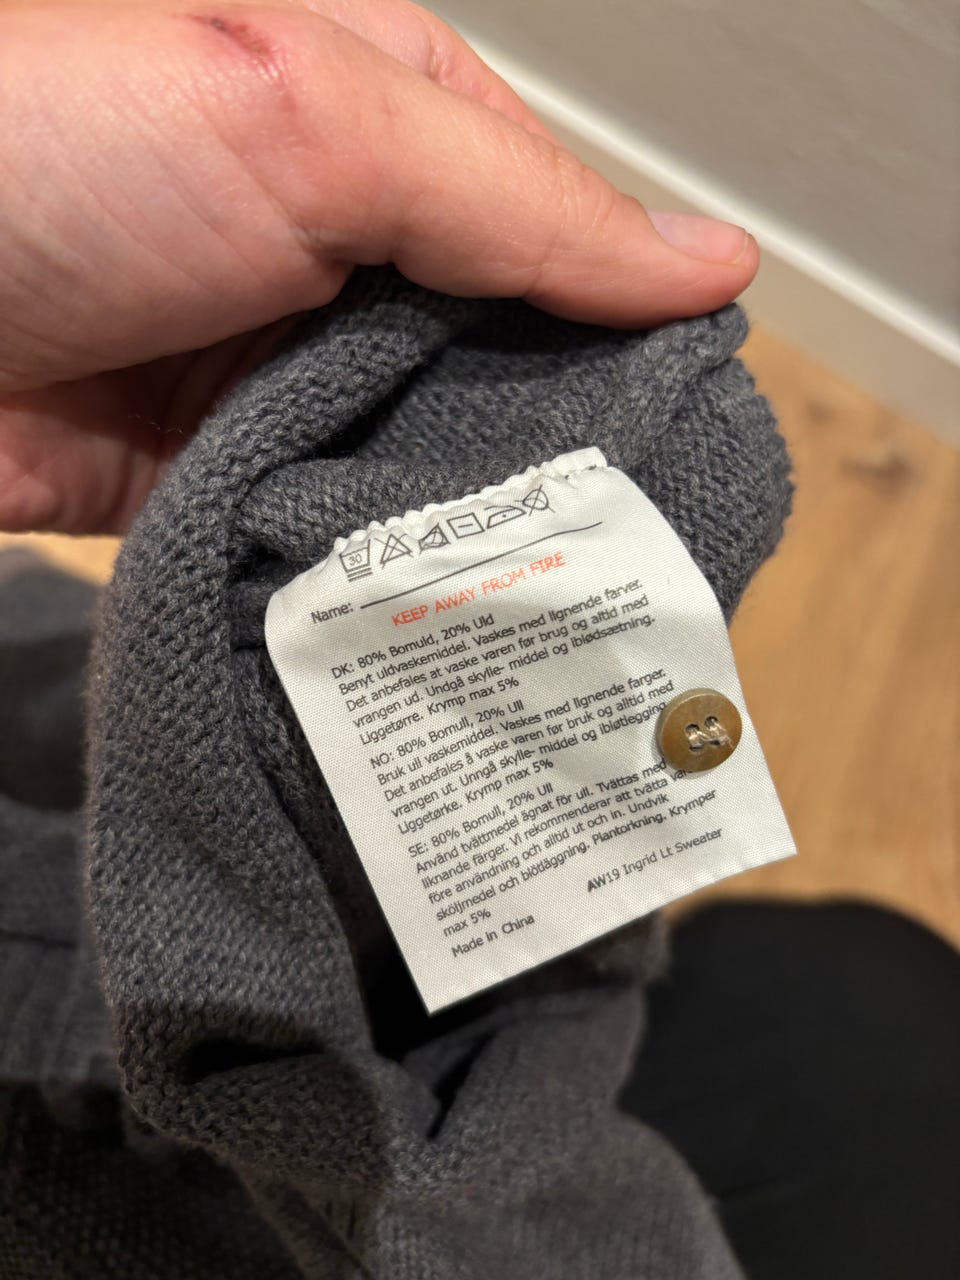 30
Name:
KEEP AWAY FROM FIRE
DK: 80% Bomuld, 20% Uld
Benyt uldvaskemiddel. Vaskes med lignende farver.
Det anbefales at vaske varen før brug og altid med
vrangen ud. Undgå skylle- middel og iblødsætning.
Liggetørre. Krymp max 5%
NO: 80% Bomull, 20% Ull
Bruk ull vaskemiddel. Vaskes med lignende farger.
Det anbefales å vaske varen før bruk og alltid med
vrangen ut. Unngå skylle- middel og ibløtlegging
Liggetørke. Krymp max 5%
SE: 80% Bomull, 20% Ull
Använd tvättmedel ägnat för ull. Tvättas med
liknande färger. Vi rekommenderar att tvätta
före användning och alltid ut och in. Undvik
sköljmedel och blötläggning. Plantorkning. Krymper
max 5%
AW19 Ingrid Lt Sweater
Made in China